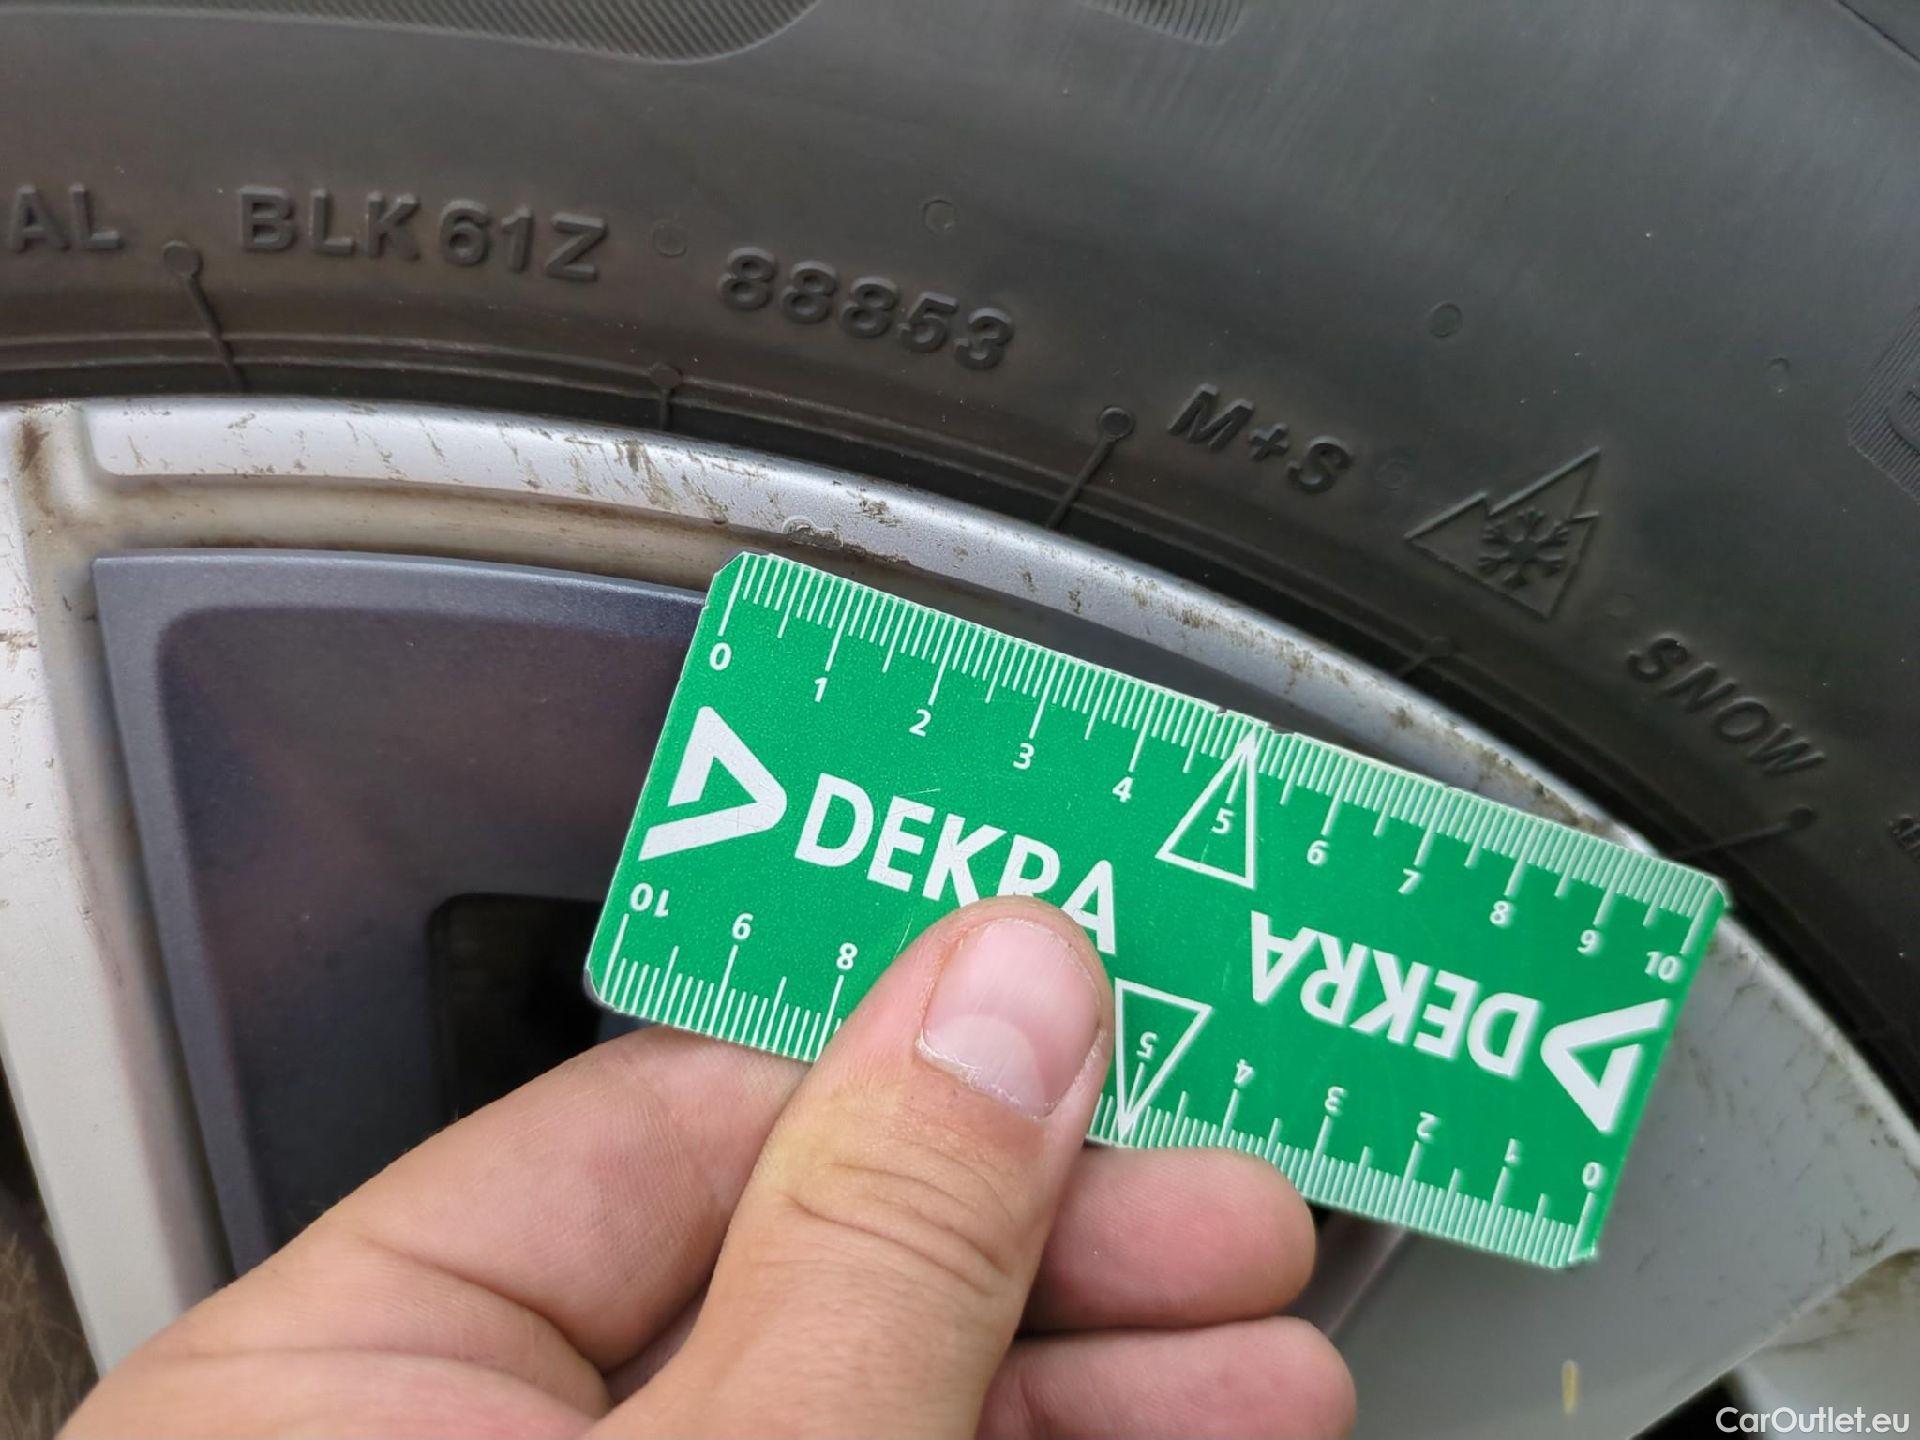 AL BLK61Z 88853 M+S SNOW
0 1 2 3 4 5 6 7 8 9 10
DEKRA
DEKRA
10 9 8 5 4 3 2 1 0
CarOutlet.eu